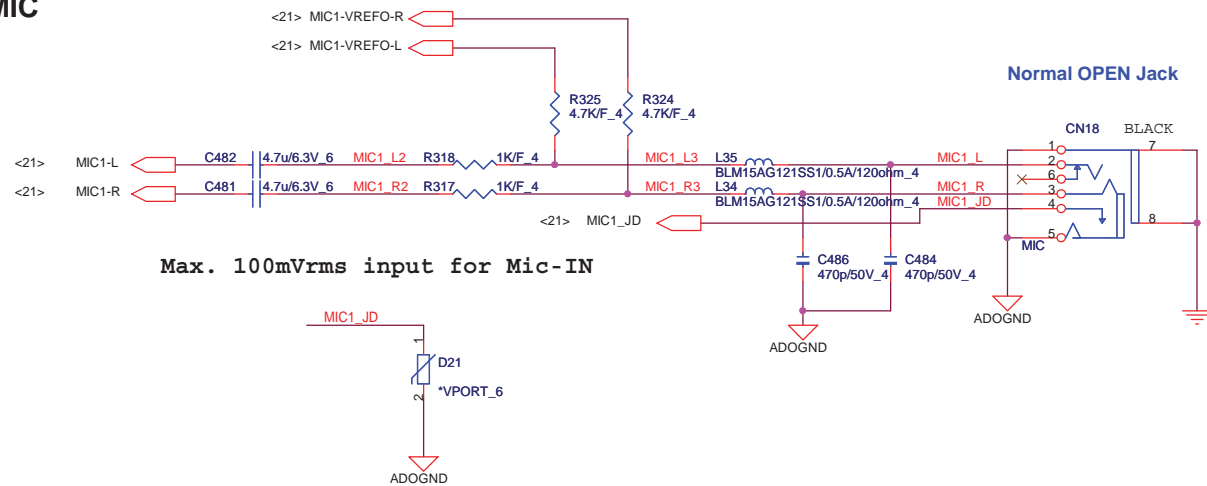 MIC
<21> MIC1-VREFO-R
<21> MIC1-VREFO-L
Normal OPEN Jack
R325
4.7K/F_4
R324
4.7K/F_4
CN18 BLACK
<21> MIC1-L
C482
4.7u/6.3V_6
MIC1_L2
R318
1K/F_4
MIC1_L3
L35
BLM15AG121SS1/0.5A/120ohm_4
MIC1_L
<21> MIC1-R
C481
4.7u/6.3V_6
MIC1_R2
R317
1K/F_4
MIC1_R3
L34
BLM15AG121SS1/0.5A/120ohm_4
MIC1_R
MIC1_JD
<21> MIC1_JD
1
2
6
3
4
5
7
8
MIC
Max. 100mVrms input for Mic-IN
C486
470p/50V_4
C484
470p/50V_4
ADOGND
ADOGND
MIC1_JD
1
D21
*VPORT_6
2
ADOGND